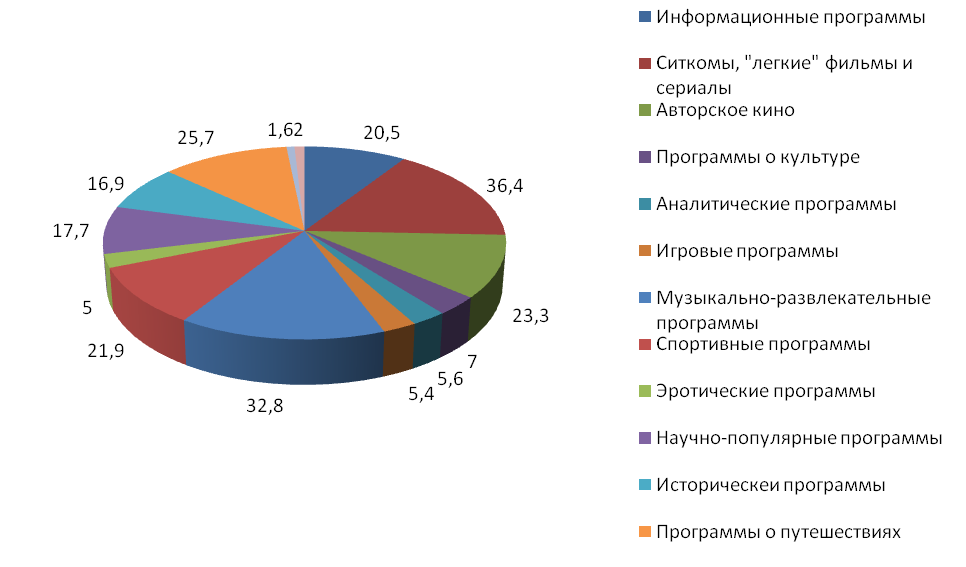 Информационные программы
Ситкомы, "легкие" фильмы и
сериалы
Авторское кино
Программы о культуре
Аналитические программы
Игровые программы
Музыкально-развлекательные
программы
Спортивные программы
Эротические программы
Научно-популярные программы
Историческеи программы
Программы о путешествиях
20,5
36,4
23,3
7
5,6
5,4
32,8
21,9
5
17,7
16,9
25,7
1,62